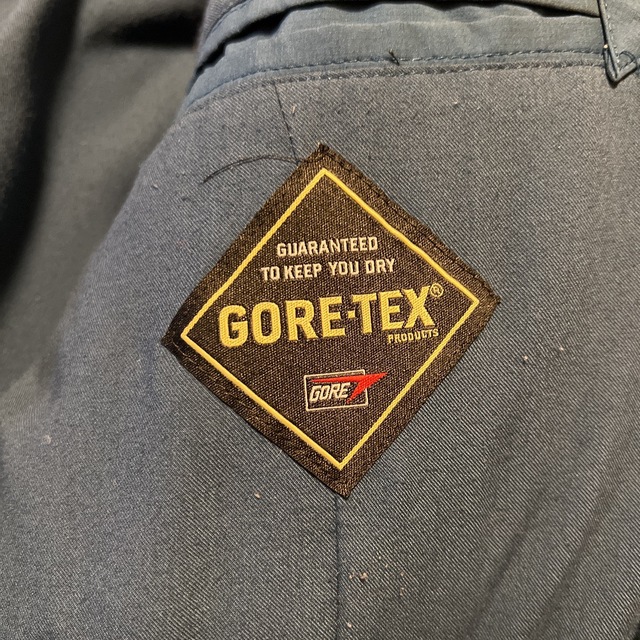 GUARANTEED
TO KEEP YOU DRY
GORE-TEX®
PRODUCTS
GORE